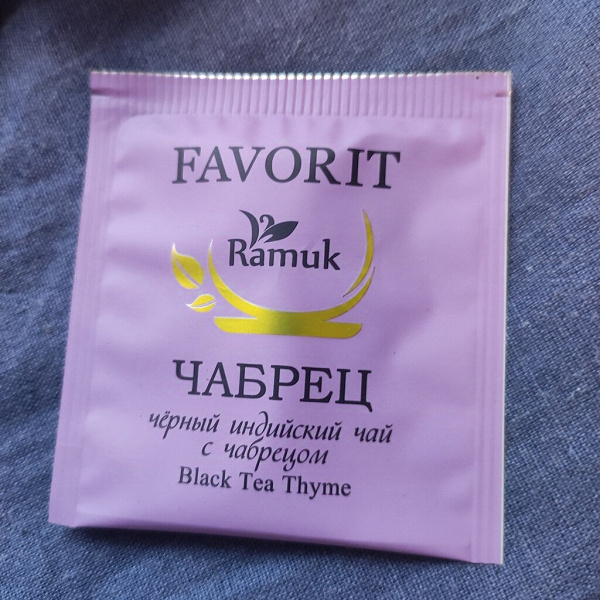 FAVORIT
Ramuk
ЧАБРЕЦ
чёрный индийский чай
с чабрецом
Black Tea Thyme